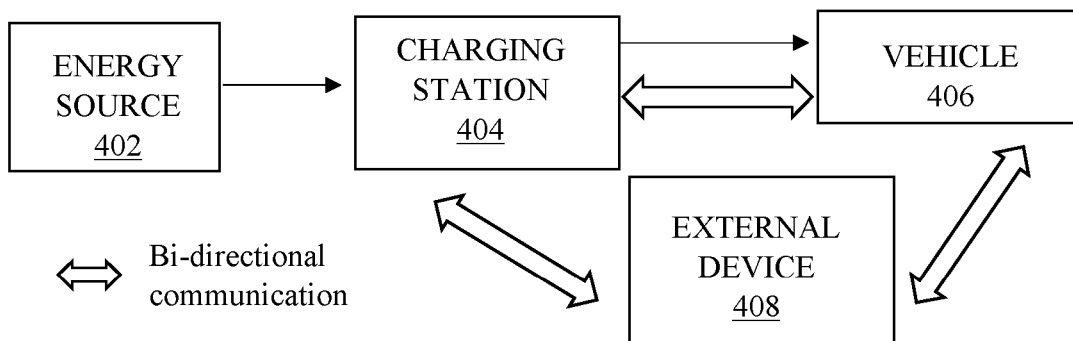 ENERGY
SOURCE
402
CHARGING
STATION
404
VEHICLE
406
EXTERNAL
DEVICE
408
Bi-directional
communication